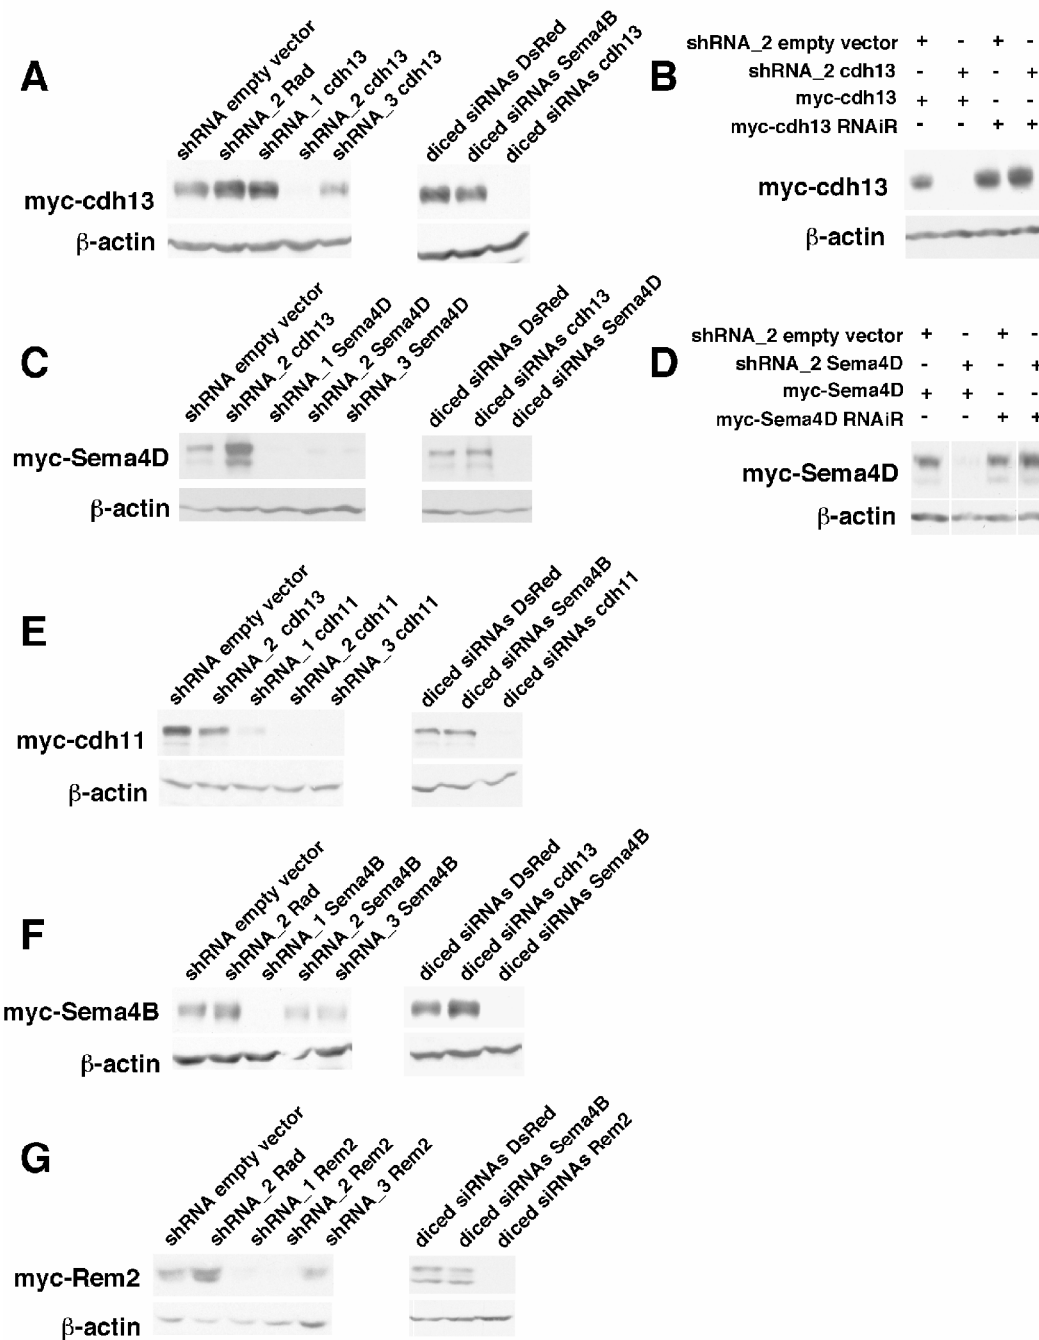 A
shRNA empty vector
shRNA_2 Rad
shRNA_1 cdh13
shRNA_2 cdh13
shRNA_3 cdh13
diced siRNAs DsRed
diced siRNAs Sema4B
diced siRNAs cdh13
myc-cdh13
β-actin
B
shRNA_2 empty vector + - + -
shRNA_2 cdh13 - + - +
myc-cdh13 + + - -
myc-cdh13 RNAiR - - + +
myc-cdh13
β-actin
C
shRNA empty vector
shRNA_2 cdh13
shRNA_1 Sema4D
shRNA_2 Sema4D
shRNA_3 Sema4D
diced siRNAs DsRed
diced siRNAs cdh13
diced siRNAs Sema4D
myc-Sema4D
β-actin
D
shRNA_2 empty vector + - + -
shRNA_2 Sema4D - + - +
myc-Sema4D + + - -
myc-Sema4D RNAiR - - + +
myc-Sema4D
β-actin
E
shRNA empty vector
shRNA_2 cdh13
shRNA_1 cdh11
shRNA_2 cdh11
shRNA_3 cdh11
diced siRNAs DsRed
diced siRNAs Sema4B
diced siRNAs cdh11
myc-cdh11
β-actin
F
shRNA empty vector
shRNA_2 Rad
shRNA_1 Sema4B
shRNA_2 Sema4B
shRNA_3 Sema4B
diced siRNAs DsRed
diced siRNAs cdh13
diced siRNAs Sema4B
myc-Sema4B
β-actin
G
shRNA empty vector
shRNA_2 Rad
shRNA_1 Rem2
shRNA_2 Rem2
shRNA_3 Rem2
diced siRNAs DsRed
diced siRNAs Sema4B
diced siRNAs Rem2
myc-Rem2
β-actin